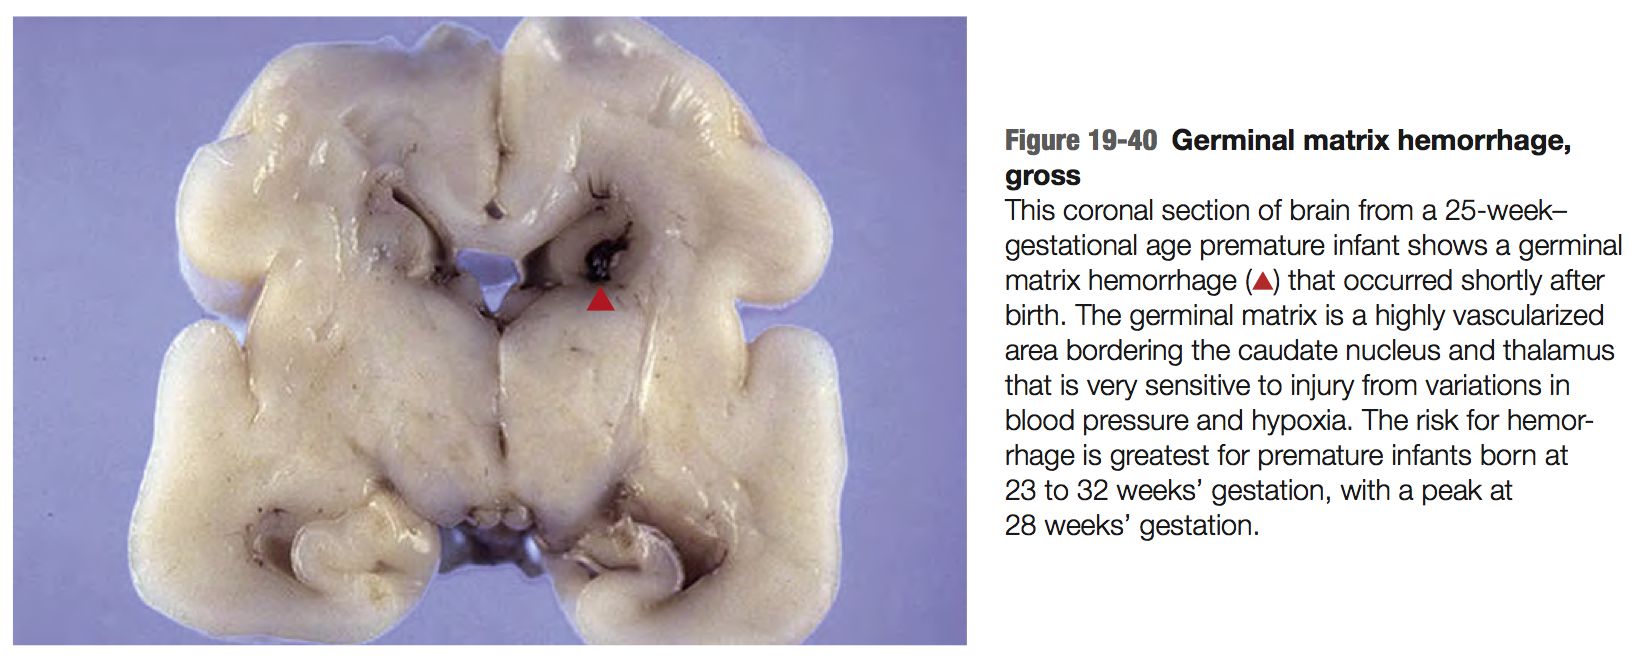 Figure 19-40 Germinal matrix hemorrhage,
gross
This coronal section of brain from a 25-week–
gestational age premature infant shows a germinal
matrix hemorrhage (▲) that occurred shortly after
birth. The germinal matrix is a highly vascularized
area bordering the caudate nucleus and thalamus
that is very sensitive to injury from variations in
blood pressure and hypoxia. The risk for hemor-
rhage is greatest for premature infants born at
23 to 32 weeks’ gestation, with a peak at
28 weeks’ gestation.